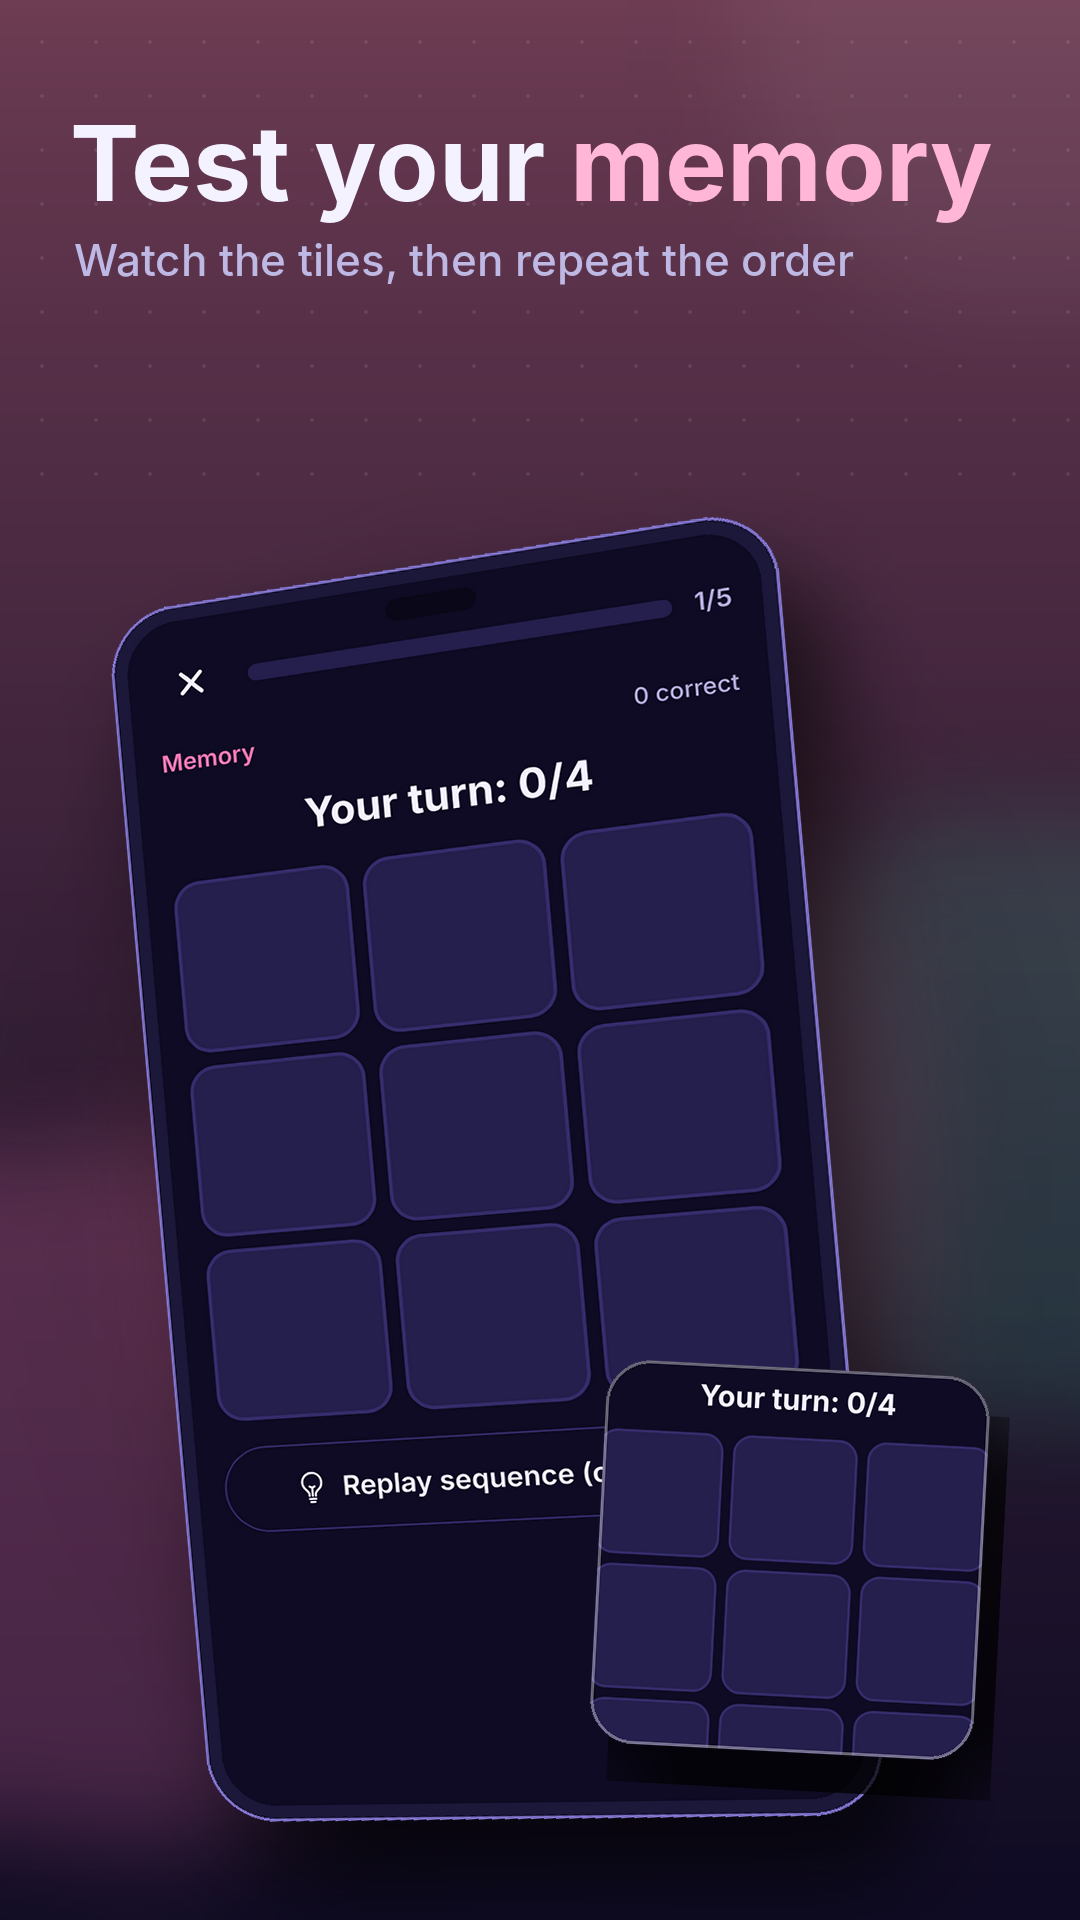 Test your memory
Watch the tiles, then repeat the order
1/5
0 correct
Memory
Your turn: 0/4
Replay sequence (
Your turn: 0/4